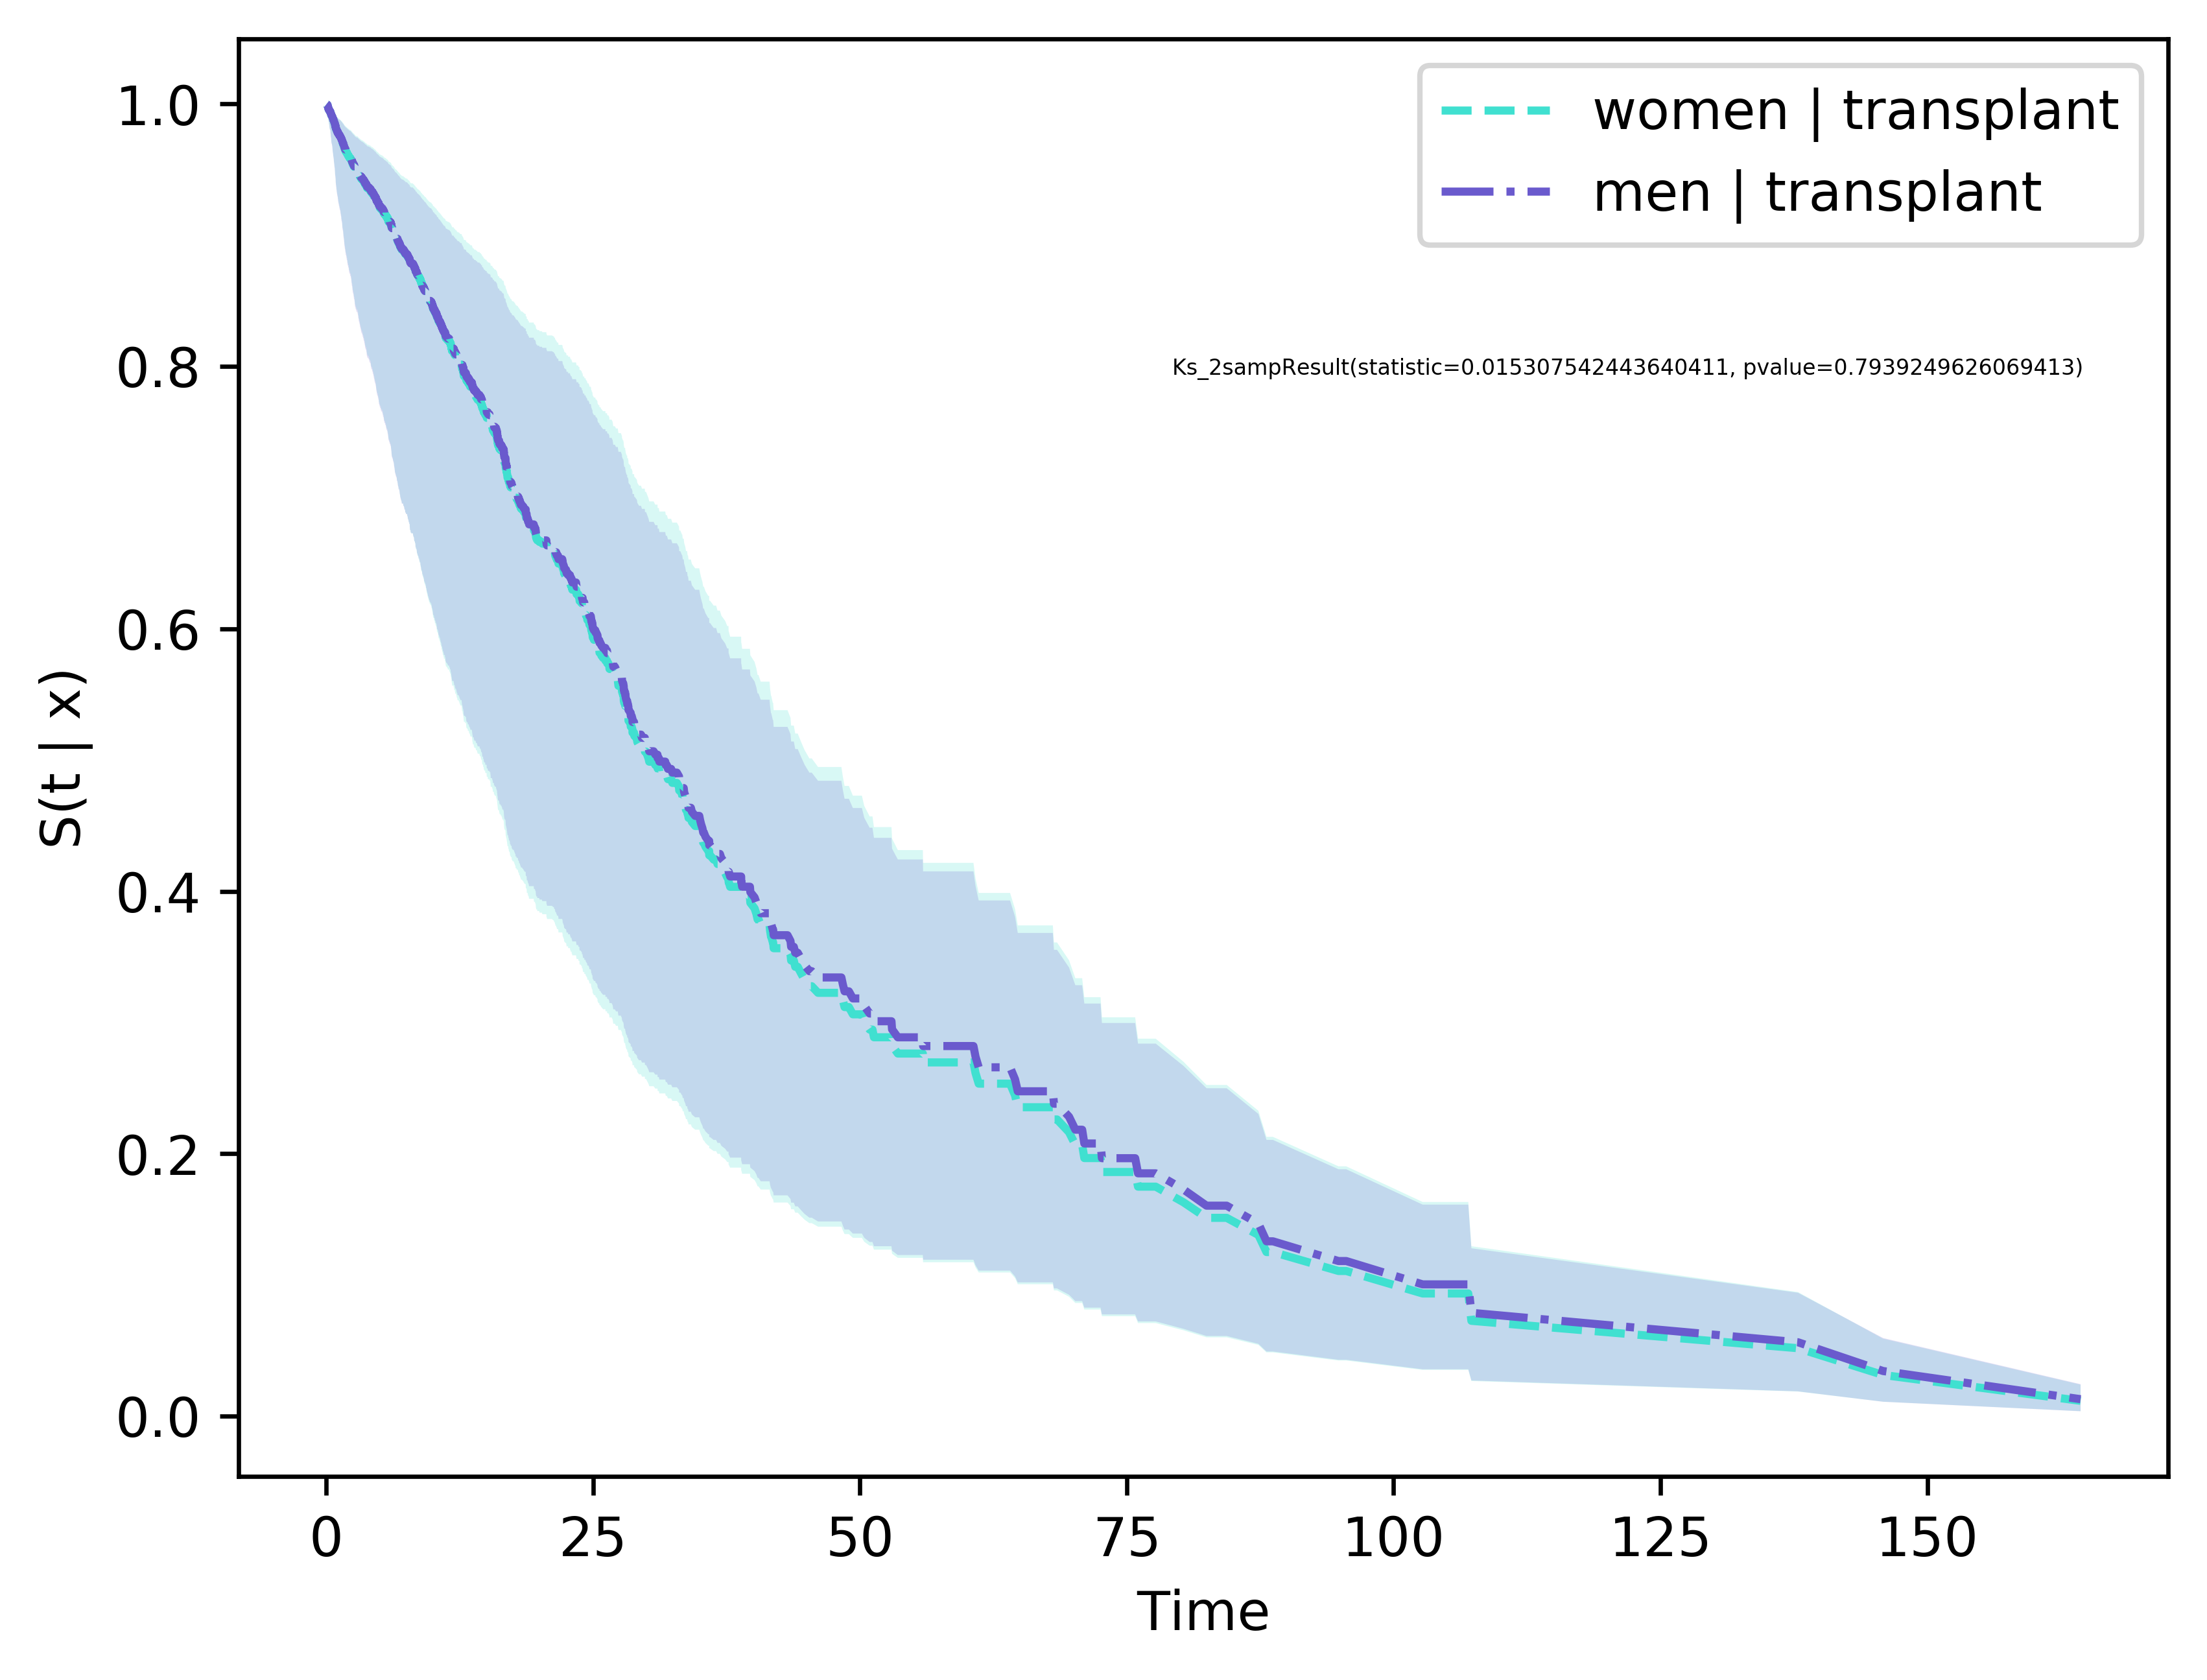 women | transplant
men | transplant
Ks_2sampResult(statistic=0.015307542443640411, pvalue=0.7939249626069413)
1.0
0.8
0.6
0.4
0.2
0.0
S(t | x)
0 25 50 75 100 125 150
Time